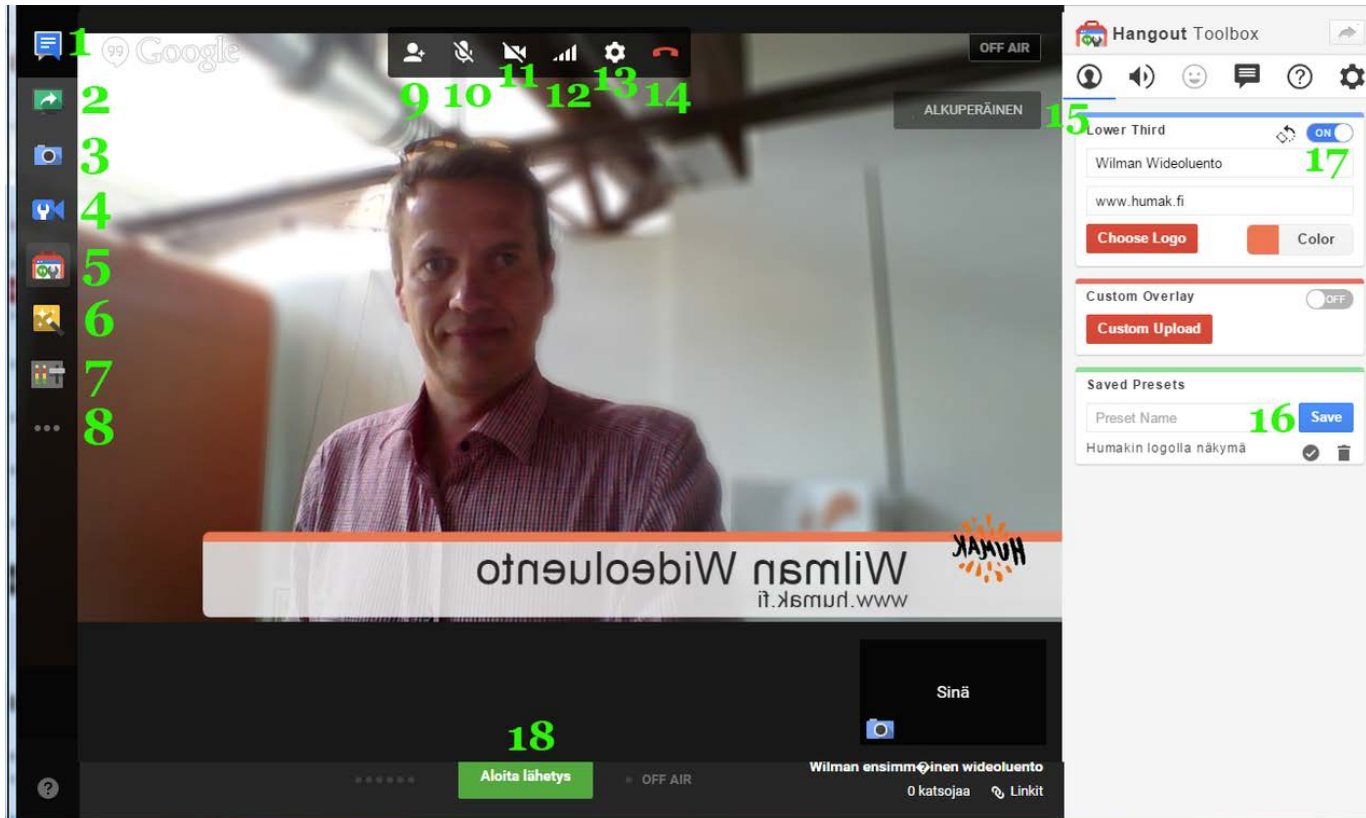 1
Google
2
3
4
5
6
7
8
9
10
11
12
13
14
OFF AIR
ALKUPERÄINEN
Hangout Toolbox
15
Lower Third
ON
17
Wilman Wideoluento
www.humak.fi
Choose Logo
Color
Custom Overlay
OFF
Custom Upload
Saved Presets
Preset Name
16
Save
Humakin logolla näkymä
HUMAK
Wilman Wideoluento
www.humak.fi
Sinä
18
Aloita lähetys
OFF AIR
Wilman ensimm�inen wideoluento
0 katsojaa
Linkit